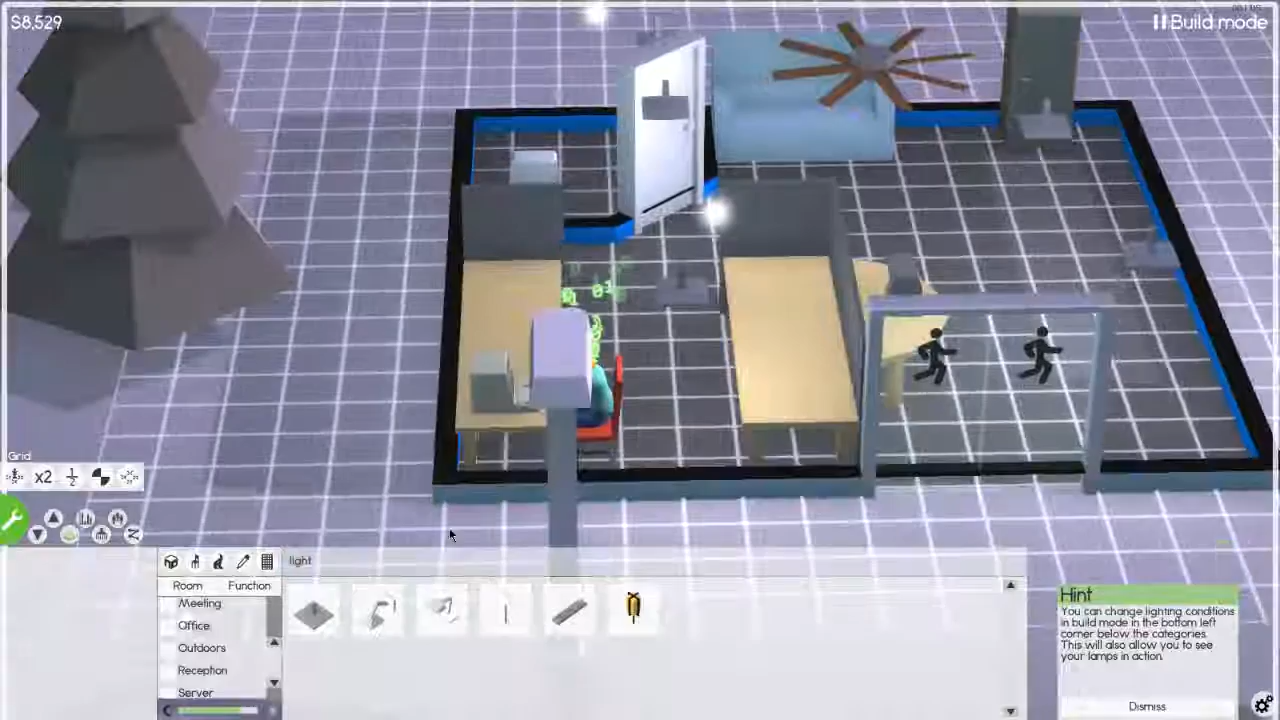 $8,529
Build mode
Grid
x2
1/2
light
Room
Function
Meeting
Office
Outdoors
Reception
Server
Hint
You can change lighting conditions
in build mode in the bottom left
corner below the categories.
This will also allow you to see
your lamps in action.
Dismiss